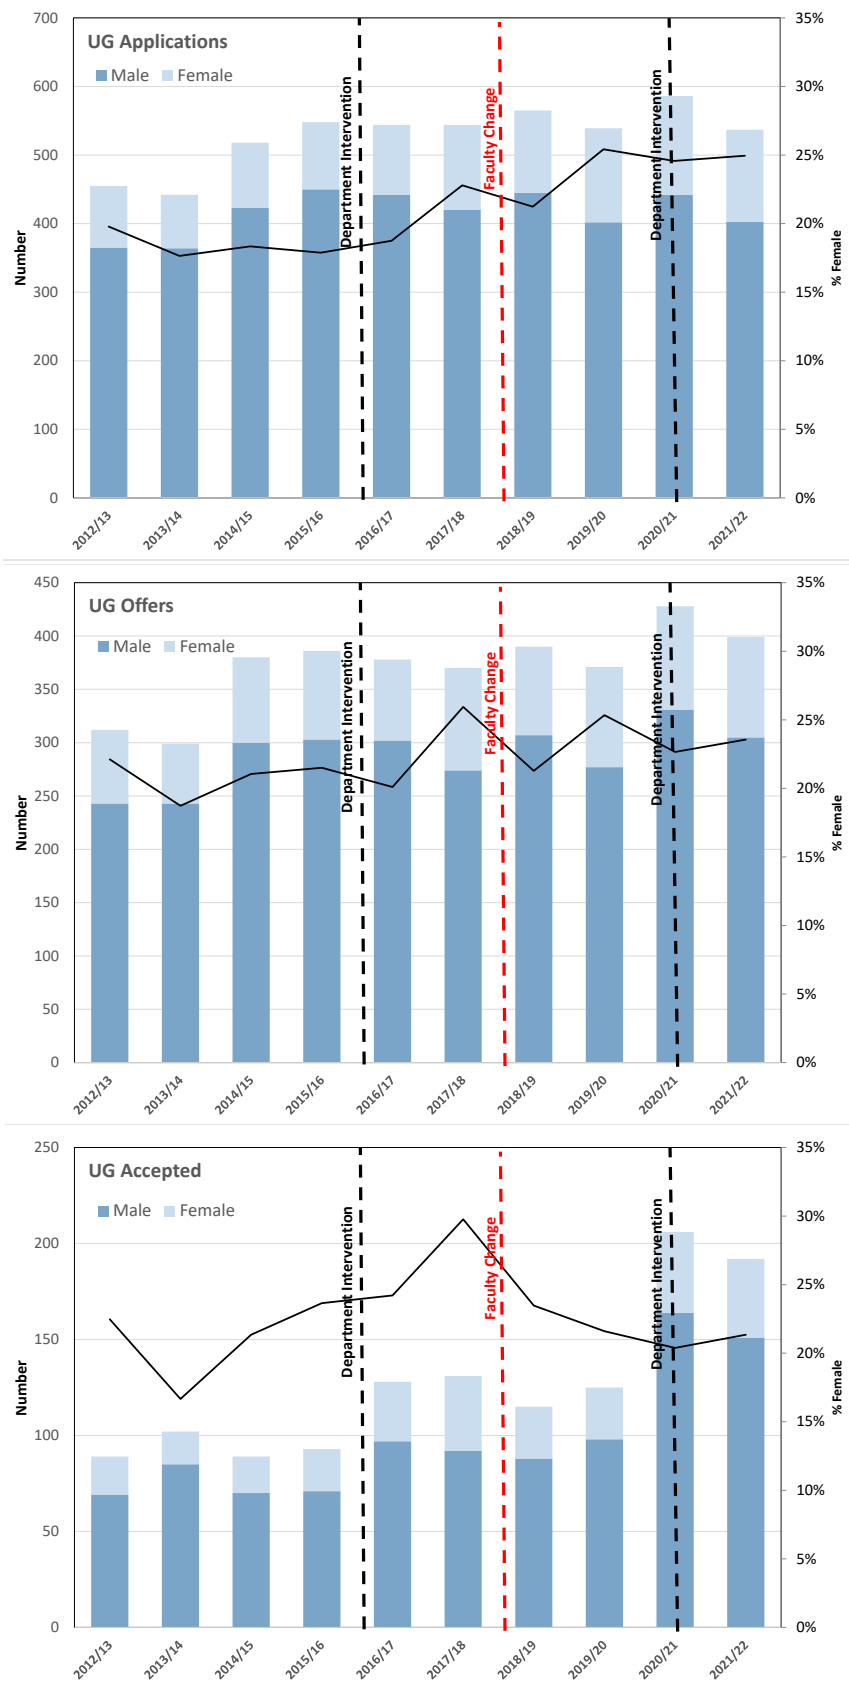 UG Applications
Male Female
700
600
500
400
300
200
100
0
Number
35%
30%
25%
20%
15%
10%
5%
0%
% Female
Department Intervention
Faculty Change
Department Intervention
2012/13 2013/14 2014/15 2015/16 2016/17 2017/18 2018/19 2019/20 2020/21 2021/22
UG Offers
Male Female
450
400
350
300
250
200
150
100
50
0
Number
35%
30%
25%
20%
15%
10%
5%
0%
% Female
Department Intervention
Faculty Change
Department Intervention
2012/13 2013/14 2014/15 2015/16 2016/17 2017/18 2018/19 2019/20 2020/21 2021/22
UG Accepted
Male Female
250
200
150
100
50
0
Number
35%
30%
25%
20%
15%
10%
5%
0%
% Female
Department Intervention
Faculty Change
Department Intervention
2012/13 2013/14 2014/15 2015/16 2016/17 2017/18 2018/19 2019/20 2020/21 2021/22